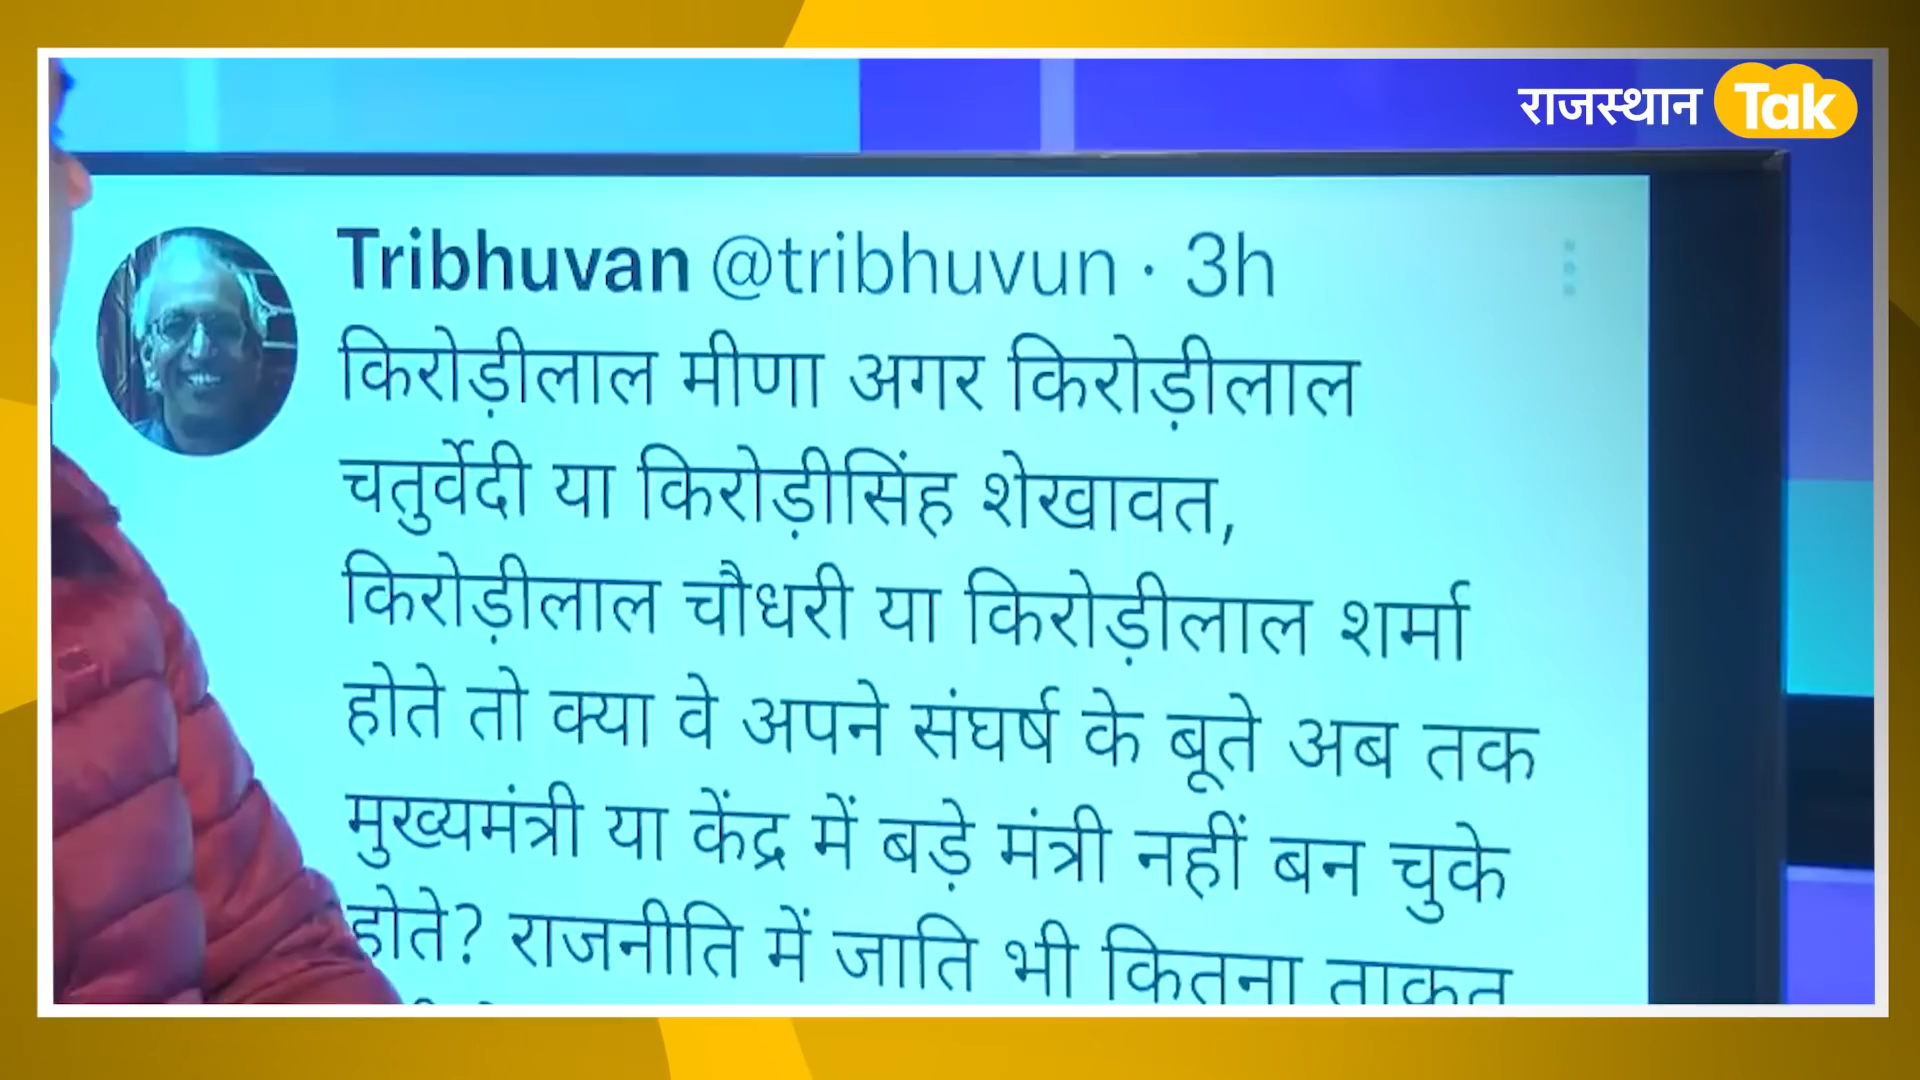 राजस्थान Tak
Tribhuvan @tribhuvun · 3h
किरोड़ीलाल मीणा अगर किरोड़ीलाल
चतुर्वेदी या किरोड़ीसिंह शेखावत,
किरोड़ीलाल चौधरी या किरोड़ीलाल शर्मा
होते तो क्या वे अपने संघर्ष के बूते अब तक
मुख्यमंत्री या केंद्र में बड़े मंत्री नहीं बन चुके
होते? राजनीति में जाति भी कितना ताकत